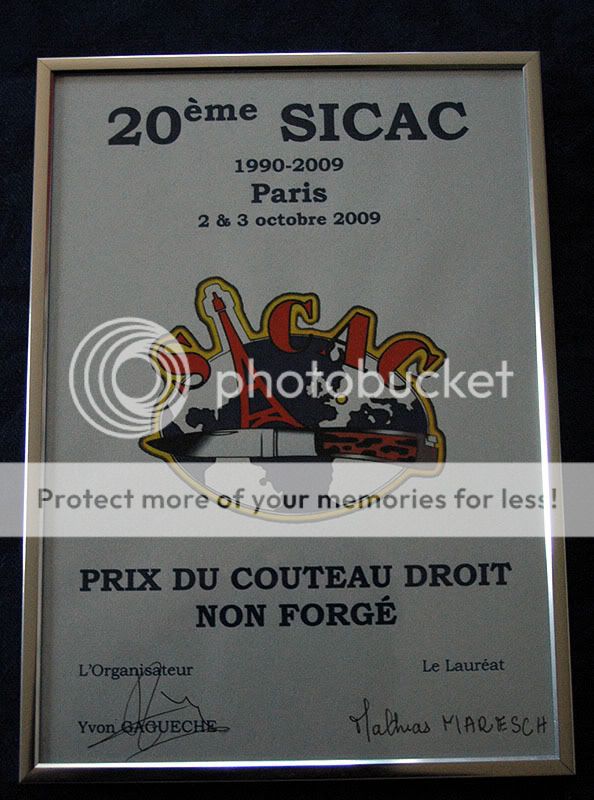 20ème SICAC
1990-2009
Paris
2 & 3 octobre 2009
SICAC
photobucket
Protect more of your memories for less!
PRIX DU COUTEAU DROIT
NON FORGÉ
L'Organisateur
Le Lauréat
Yvon GAGUECHE
Mathias MARESCH